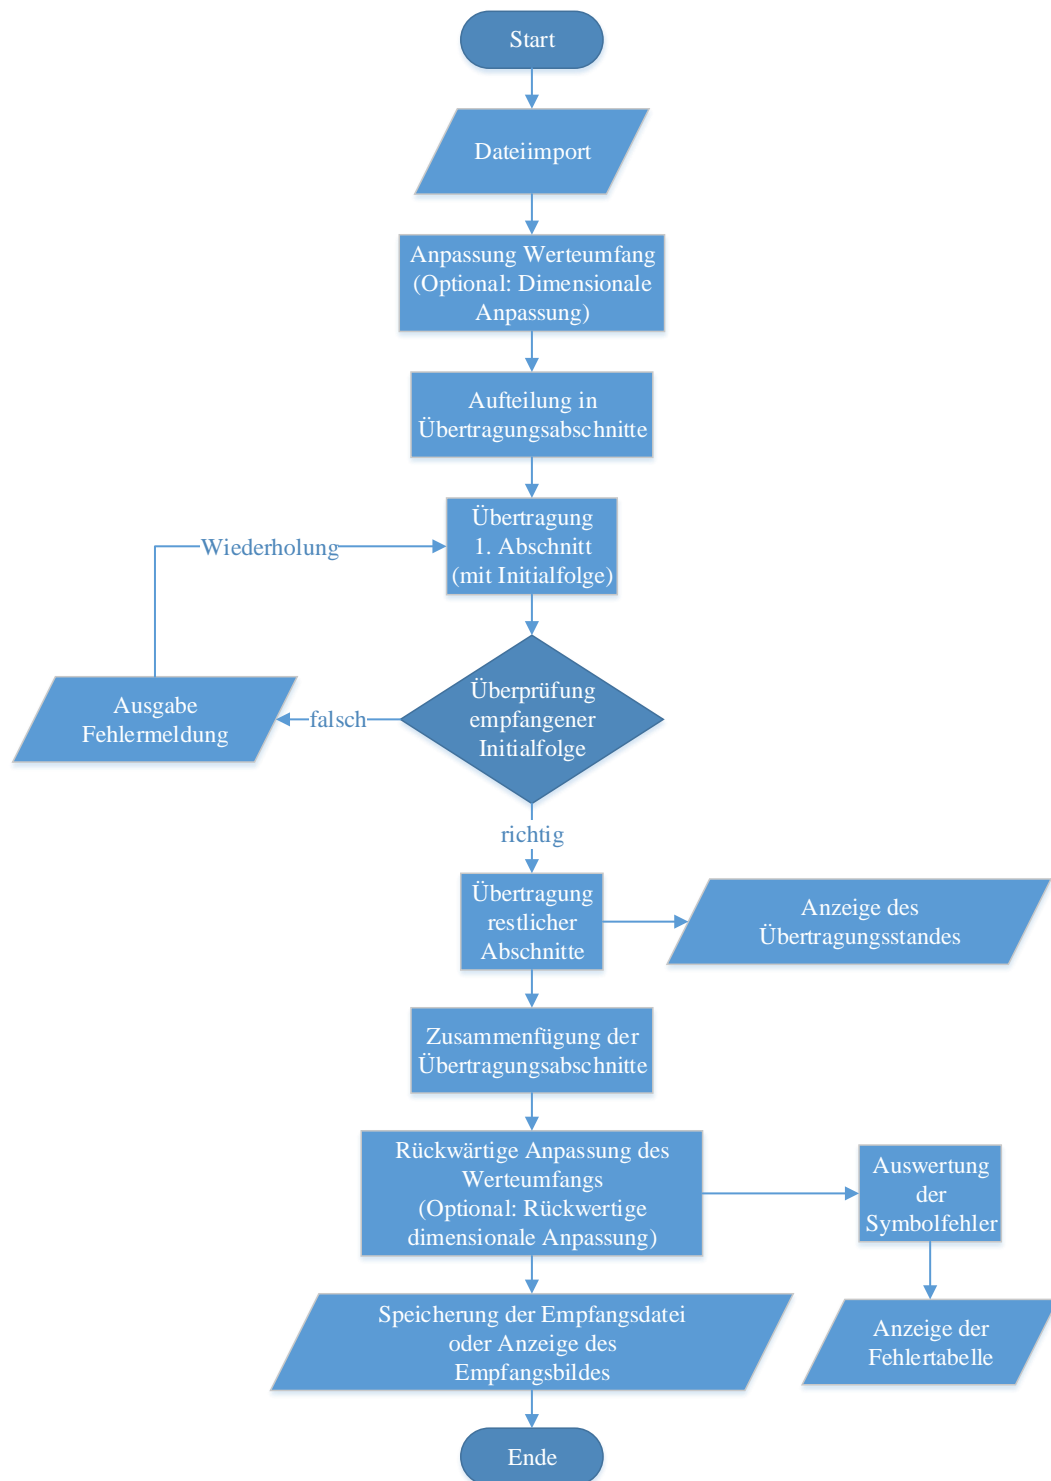 Start
Dateiimport
Anpassung Werteumfang
(Optional: Dimensionale
Anpassung)
Aufteilung in
Übertragungsabschnitte
Übertragung
1. Abschnitt
(mit Initialfolge)
Wiederholung
Überprüfung
empfangener
Initialfolge
falsch
Ausgabe
Fehlermeldung
richtig
Übertragung
restlicher
Abschnitte
Anzeige des
Übertragungsstandes
Zusammenfügung der
Übertragungsabschnitte
Rückwärtige Anpassung des
Werteumfangs
(Optional: Rückwertige
dimensionale Anpassung)
Auswertung
der
Symbolfehler
Speicherung der Empfangsdatei
oder Anzeige des
Empfangsbildes
Anzeige der
Fehlertabelle
Ende